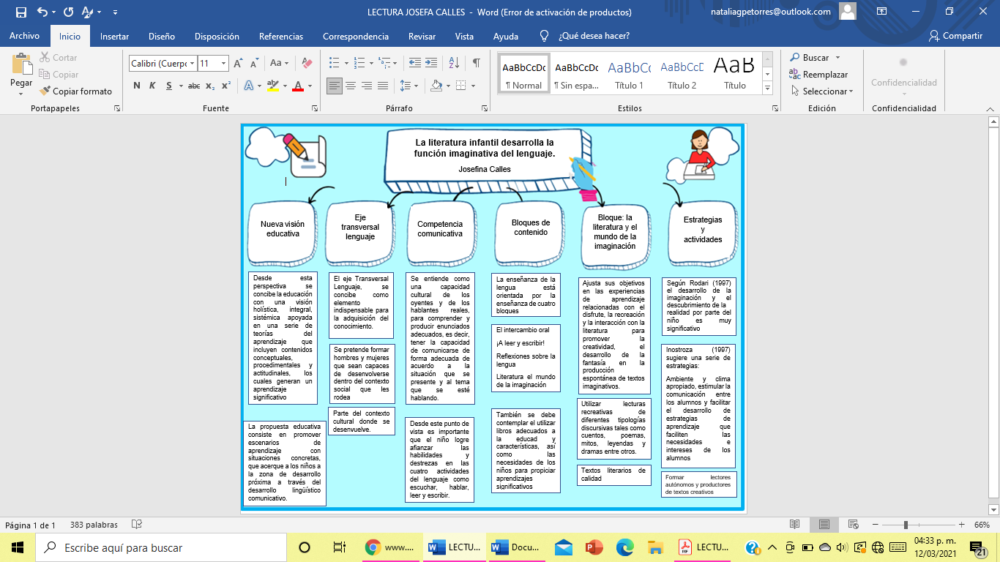 LECTURA JOSEFA CALLES - Word (Error de activación de productos)
nataliagpetorres@outlook.com
Archivo
Inicio
Insertar
Diseño
Disposición
Referencias
Correspondencia
Revisar
Vista
Ayuda
¿Qué desea hacer?
Compartir
Pegar
Cortar
Copiar
Copiar formato
Portapapeles
Calibri (Cuerpo
11
Aa
N K S abc x₂ x²
A
A
Fuente
Párrafo
AaBbCcDc
¶ Normal
AaBbCcDc
¶ Sin espa...
AaBbCc
Título 1
AaBbCcD
Título 2
AaB
Título
Estilos
Buscar
Reemplazar
Seleccionar
Edición
Confidencialidad
Confidencialidad
La literatura infantil desarrolla la
función imaginativa del lenguaje.
Josefina Calles
Nueva visión
educativa
Desde esta
perspectiva se
concibe la educación
con una visión
holística, integral,
sistémica apoyada
en una serie de
teorías del
aprendizaje que
incluyen contenidos
conceptuales,
procedimentales y
actitudinales, los
cuales generan un
aprendizaje
significativo
La propuesta educativa
consiste en promover
escenarios de
aprendizaje con
situaciones concretas,
que acerque a los niños a
la zona de desarrollo
próxima a través del
desarrollo lingüístico
comunicativo.
Eje
transversal
lenguaje
El eje Transversal
Lenguaje, se
concibe como
elemento
indispensable para
la adquisición del
conocimiento.
Se pretende formar
hombres y mujeres
que sean capaces
de desenvolverse
dentro del contexto
social que les
rodea
Parte del contexto
cultural donde se
desenvuelve.
Competencia
comunicativa
Se entiende como
una capacidad
cultural de los
oyentes y de los
hablantes reales,
para comprender y
producir enunciados
adecuados, es decir,
tener la capacidad
de comunicarse de
forma adecuada de
acuerdo a la
situación que se
presente y al tema
que se esté
hablando.
Desde este punto de
vista es importante
que el niño logre
afianzar las
habilidades y
destrezas en las
cuatro actividades
del lenguaje como
escuchar, hablar,
leer y escribir.
Bloques de
contenido
La enseñanza de la
lengua está
orientada por la
enseñanza de cuatro
bloques
El intercambio oral
¡A leer y escribir!
Reflexiones sobre la
lengua
Literatura el mundo
de la imaginación
También se debe
contemplar el utilizar
libros adecuados a
la educad y
características, así
como las
necesidades de los
niños para propiciar
aprendizajes
significativos
Bloque: la
literatura y el
mundo de la
imaginación
Ajusta sus objetivos
en las experiencias
de aprendizaje
relacionadas con el
disfrute, la recreación
y la interacción con la
literatura para
promover la
creatividad, el
desarrollo de la
fantasía en la
producción
espontánea de textos
imaginativos.
Utilizar lecturas
recreativas de
diferentes tipologías
discursivas tales como
cuentos, poemas,
mitos, leyendas y
dramas entre otros.
Textos literarios de
calidad
Estrategias
y
actividades
Según Rodari (1997)
el desarrollo de la
imaginación y el
descubrimiento de la
realidad por parte del
niño es muy
significativo
Inostroza (1997)
sugiere una serie de
estrategias:
Ambiente y clima
apropiado, estimular la
comunicación entre
los alumnos y facilitar
el desarrollo de
estrategias de
aprendizaje que
faciliten las
necesidades e
intereses de los
alumnos
Formar lectores
autónomos y productores
de textos creativos
Página 1 de 1
383 palabras
66%
Escribe aquí para buscar
www....
LECTU...
Docu...
LECTU...
04:33 p. m.
12/03/2021
21